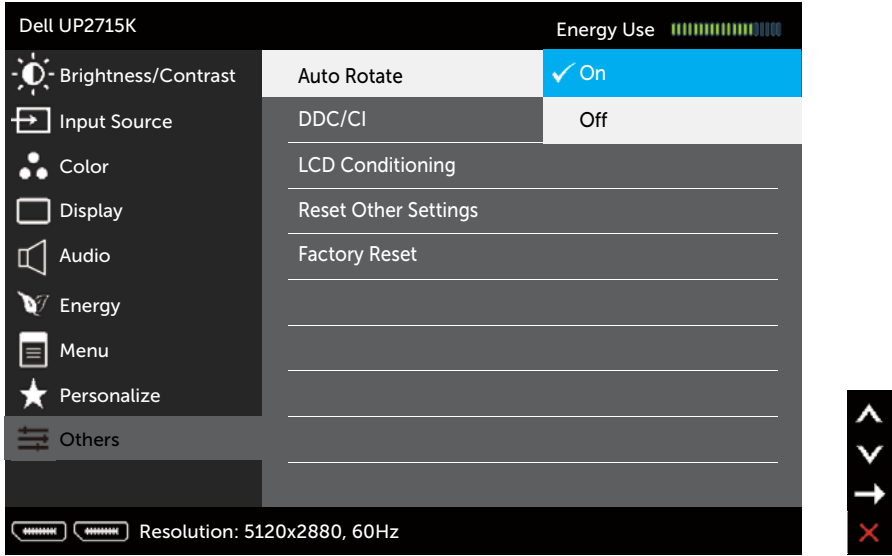 Dell UP2715K
Energy Use
Brightness/Contrast
Auto Rotate
On
Input Source
DDC/CI
Off
Color
LCD Conditioning
Display
Reset Other Settings
Audio
Factory Reset
Energy
Menu
Personalize
Others
Resolution: 5120x2880, 60Hz